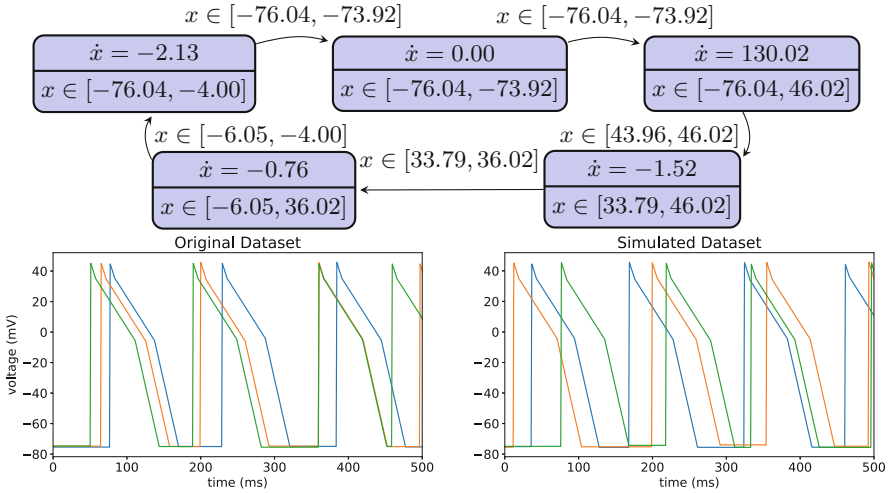 x ∈ [−76.04, −73.92]
x ∈ [−76.04, −73.92]
ẋ = −2.13
x ∈ [−76.04, −4.00]
ẋ = 0.00
x ∈ [−76.04, −73.92]
ẋ = 130.02
x ∈ [−76.04, 46.02]
x ∈ [−6.05, −4.00]
x ∈ [33.79, 36.02]
x ∈ [43.96, 46.02]
ẋ = −0.76
x ∈ [−6.05, 36.02]
ẋ = −1.52
x ∈ [33.79, 46.02]
Original Dataset
voltage (mV)
40
20
0
−20
−40
−60
−80
0 100 200 300 400 500
time (ms)
Simulated Dataset
40
20
0
−20
−40
−60
−80
0 100 200 300 400 500
time (ms)